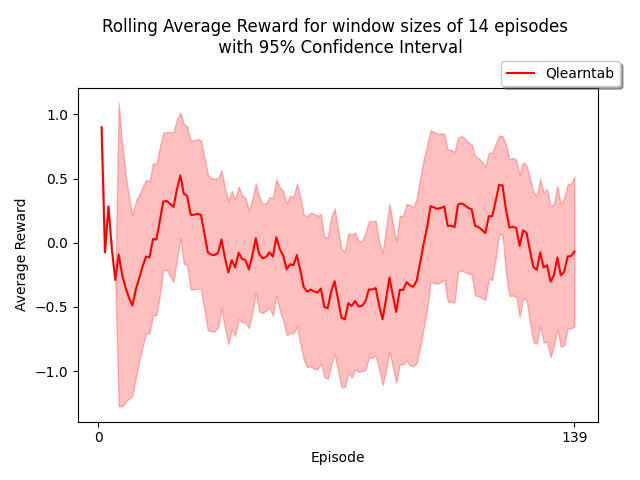 Rolling Average Reward for window sizes of 14 episodes
with 95% Confidence Interval
Qlearntab
1.0
0.5
0.0
−0.5
−1.0
Average Reward
0
139
Episode